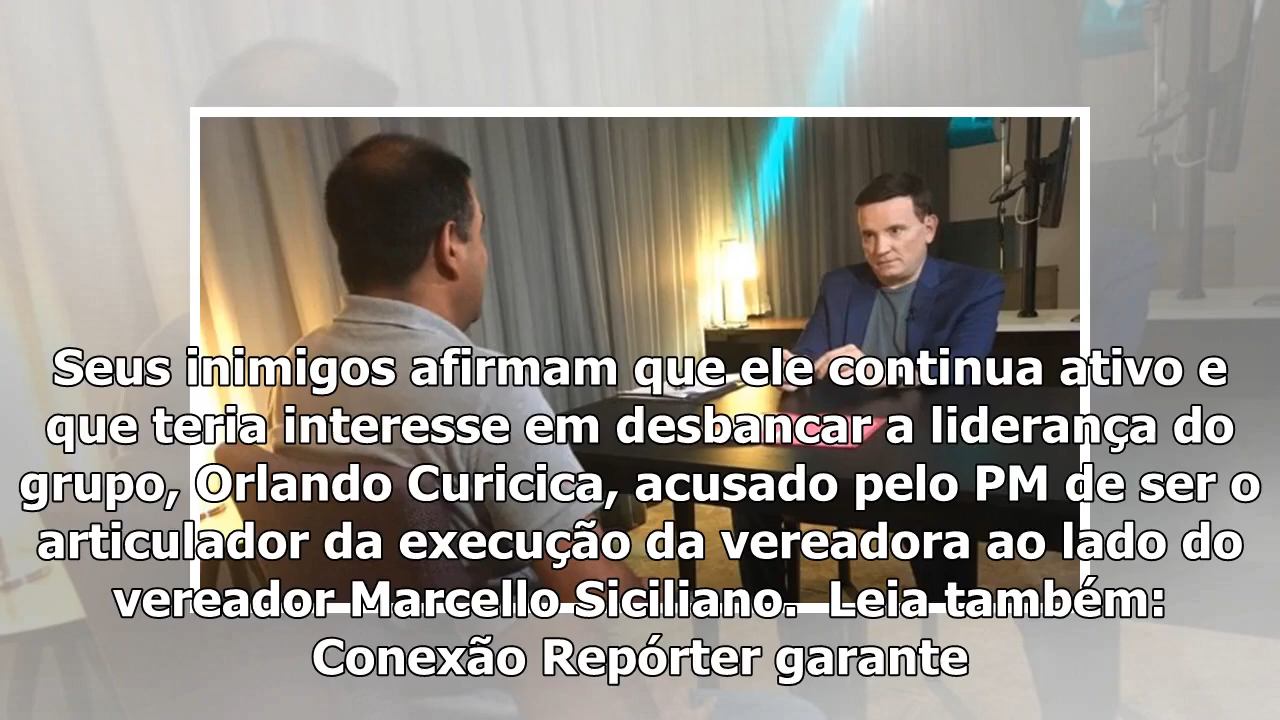 Seus inimigos afirmam que ele continua ativo e
que teria interesse em desbancar a liderança do
grupo, Orlando Curicica, acusado pelo PM de ser o
articulador da execução da vereadora ao lado do
vereador Marcello Siciliano.  Leia também:
Conexão Repórter garante